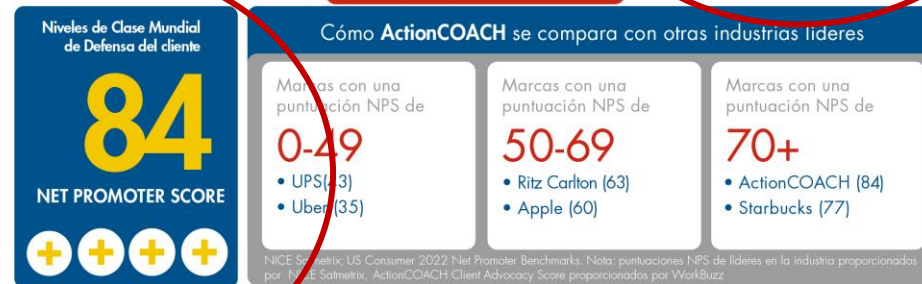 Niveles de Clase Mundial
de Defensa del cliente
84
NET PROMOTER SCORE
Cómo ActionCOACH se compara con otras industrias líderes
Marcas con una
puntuación NPS de
0-49
• UPS(43)
• Uber (35)
Marcas con una
puntuación NPS de
50-69
• Ritz Carlton (63)
• Apple (60)
Marcas con una
puntuación NPS de
70+
• ActionCOACH (84)
• Starbucks (77)
NICE Satmetrix; US Consumer 2022 Net Promoter Benchmarks. Nota: puntuaciones NPS de líderes en la industria proporcionados
por NICE Satmetrix, ActionCOACH Client Advocacy Score proporcionados por WorkBuzz